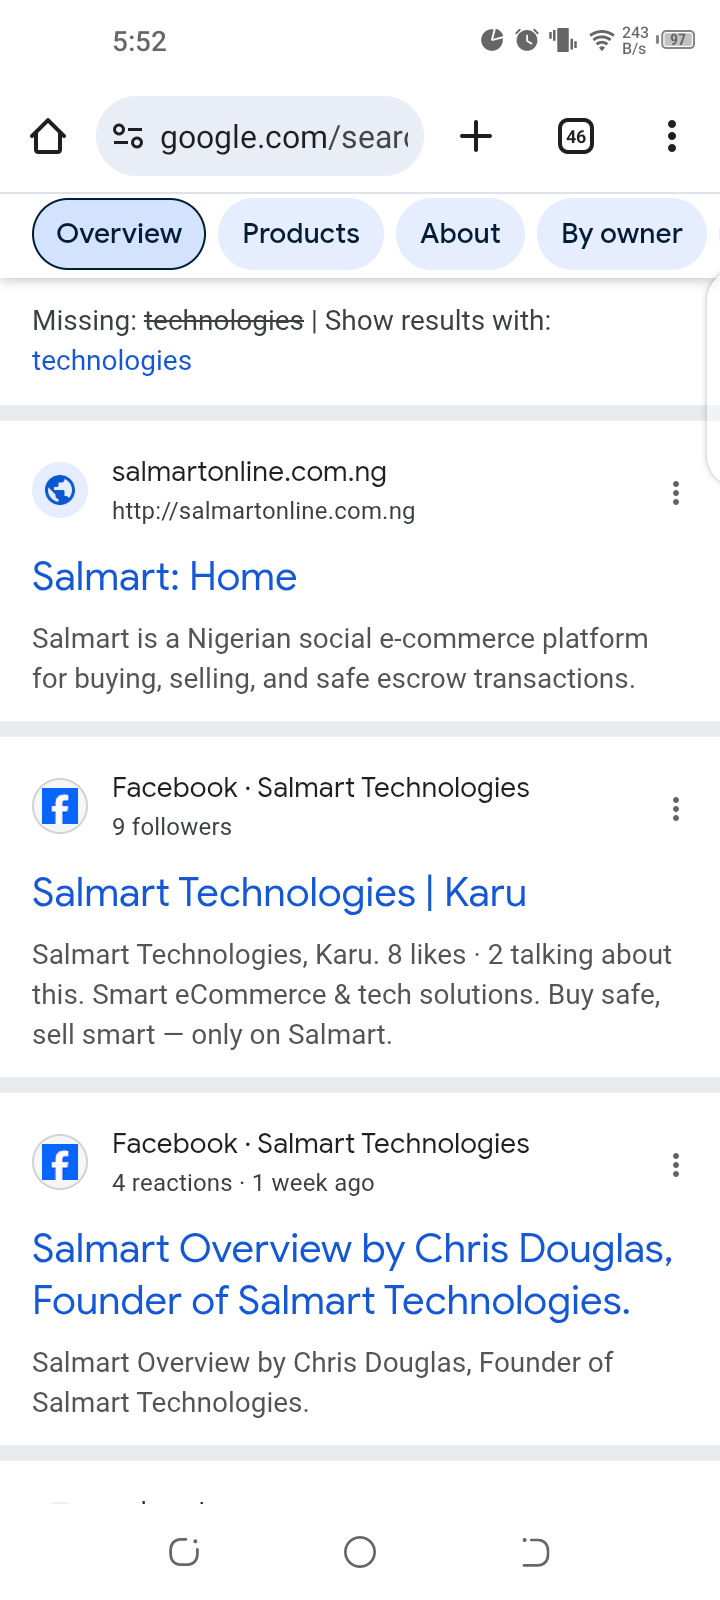 5:52
243
B/s
97
google.com/sear
46
Overview
Products
About
By owner
Missing: technologies | Show results with:
technologies
salmartonline.com.ng
http://salmartonline.com.ng
Salmart: Home
Salmart is a Nigerian social e-commerce platform
for buying, selling, and safe escrow transactions.
Facebook · Salmart Technologies
9 followers
Salmart Technologies | Karu
Salmart Technologies, Karu. 8 likes · 2 talking about
this. Smart eCommerce & tech solutions. Buy safe,
sell smart — only on Salmart.
Facebook · Salmart Technologies
4 reactions · 1 week ago
Salmart Overview by Chris Douglas,
Founder of Salmart Technologies.
Salmart Overview by Chris Douglas, Founder of
Salmart Technologies.